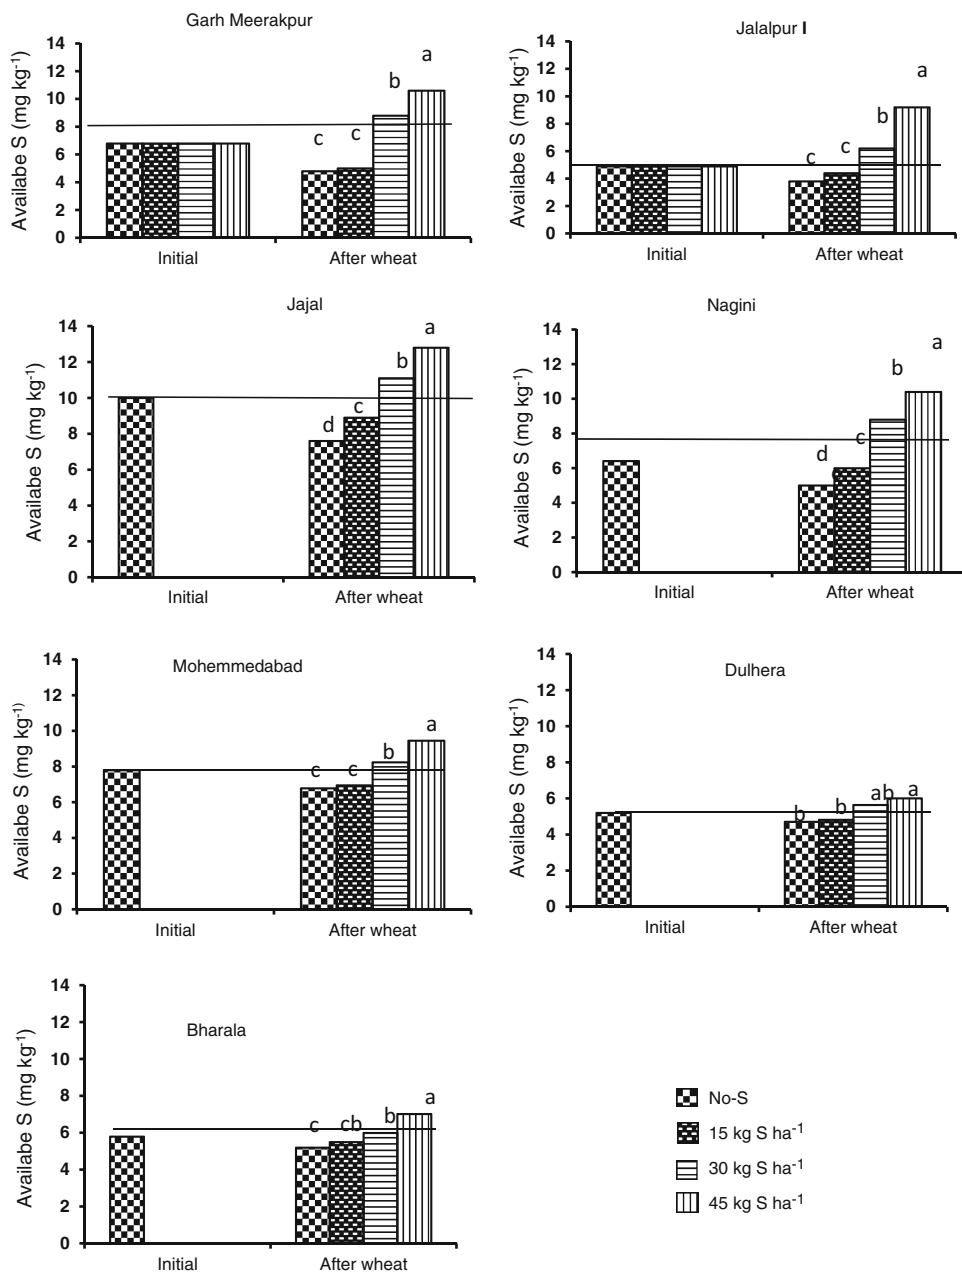 Garh Meerakpur
Availabe S (mg kg-1)
14
12
10
8
6
4
2
0
c
c
b
a
Initial
After wheat
Jalalpur I
Availabe S (mg kg-1)
14
12
10
8
6
4
2
0
c
c
b
a
Initial
After wheat
Jajal
Availabe S (mg kg-1)
14
12
10
8
6
4
2
0
d
c
b
a
Initial
After wheat
Nagini
Availabe S (mg kg-1)
14
12
10
8
6
4
2
0
d
c
b
a
Initial
After wheat
Mohemmedabad
Availabe S (mg kg-1)
14
12
10
8
6
4
2
0
c
c
b
a
Initial
After wheat
Dulhera
Availabe S (mg kg-1)
14
12
10
8
6
4
2
0
b
b
ab
a
Initial
After wheat
Bharala
Availabe S (mg kg-1)
14
12
10
8
6
4
2
0
c
cb
b
a
Initial
After wheat
No-S
15 kg S ha-1
30 kg S ha-1
45 kg S ha-1